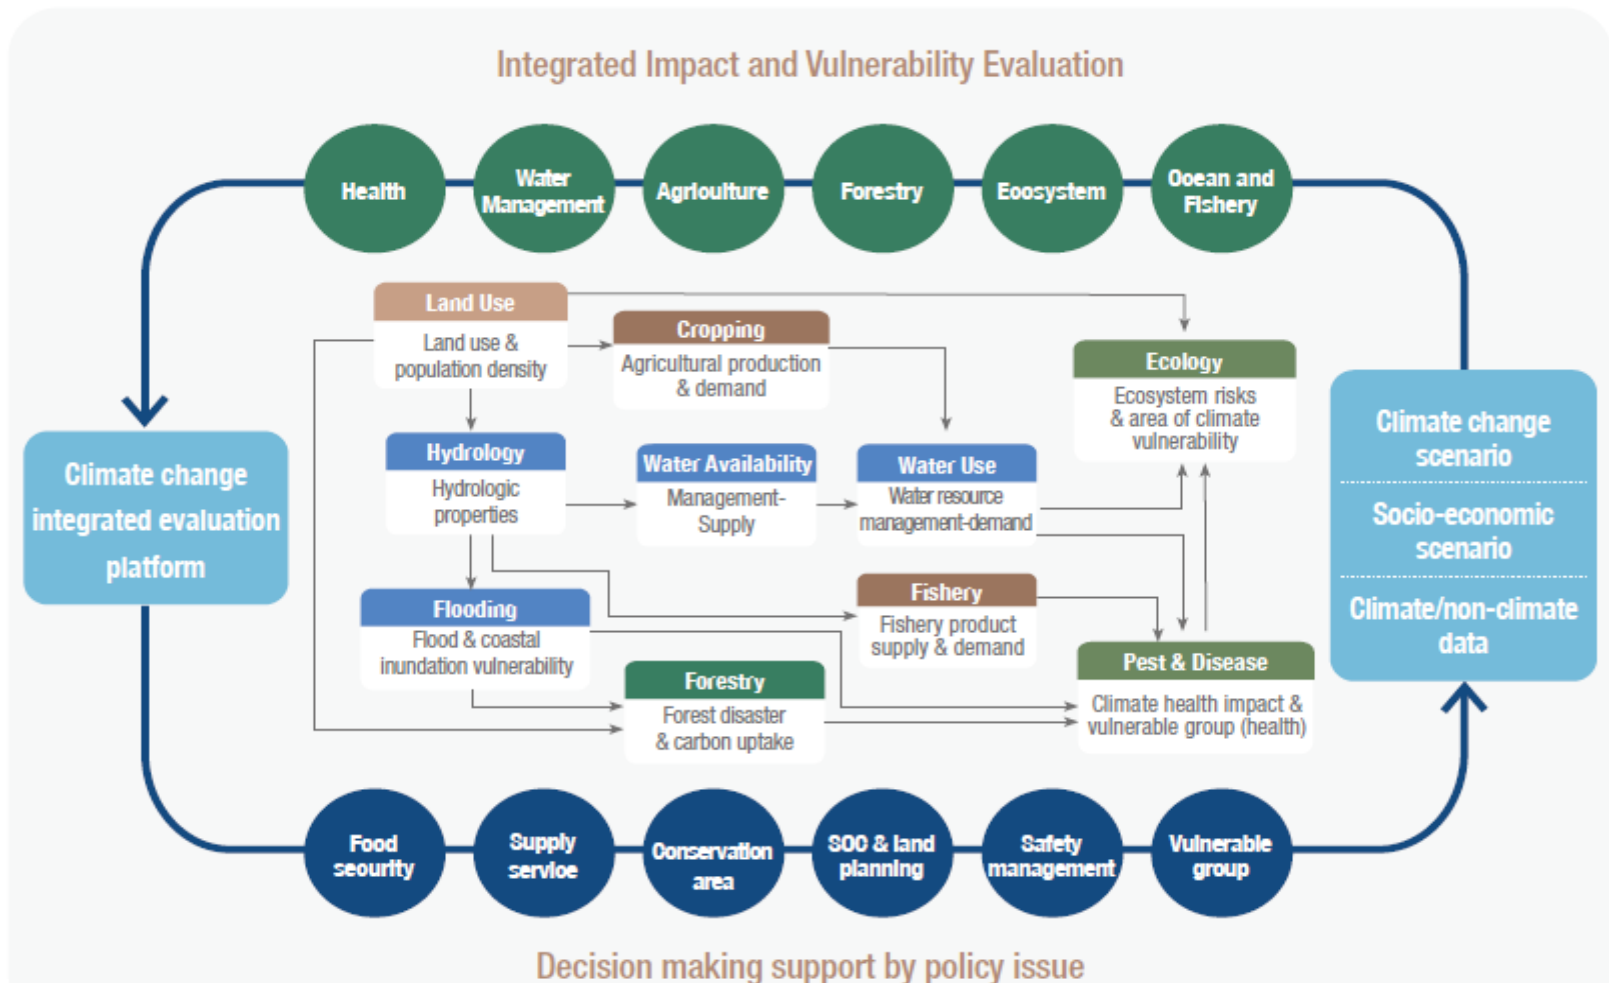 Integrated Impact and Vulnerability Evaluation
Health
Water
Management
Agriculture
Forestry
Ecosystem
Ocean and
Fishery
Land Use
Land use &
population density
Cropping
Agricultural production
& demand
Ecology
Ecosystem risks
& area of climate
vulnerability
Hydrology
Hydrologic
properties
Water Availability
Management-
Supply
Water Use
Water resource
management-demand
Flooding
Flood & coastal
inundation vulnerability
Fishery
Fishery product
supply & demand
Forestry
Forest disaster
& carbon uptake
Pest & Disease
Climate health impact &
vulnerable group (health)
Climate change
integrated evaluation
platform
Climate change
scenario
Socio-economic
scenario
Climate/non-climate
data
Food
security
Supply
service
Conservation
area
SOC & land
planning
Safety
management
Vulnerable
group
Decision making support by policy issue